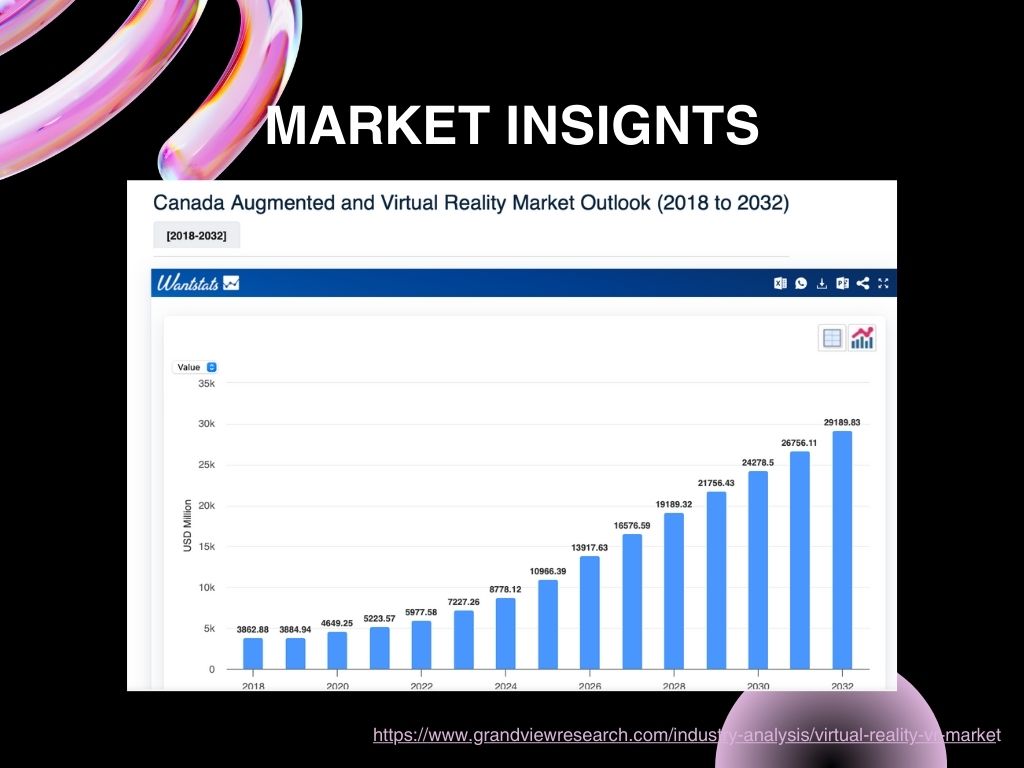 MARKET INSIGNTS
Canada Augmented and Virtual Reality Market Outlook (2018 to 2032)
[2018-2032]
Wantstats
Value
35k
30k
25k
20k
15k
10k
5k
0
USD Million
3862.88
3884.94
4649.25
5223.57
5977.58
7227.26
8778.12
10966.39
13917.63
16576.59
19189.32
21756.43
24278.5
26756.11
29189.83
2018 2020 2022 2024 2026 2028 2030 2032
https://www.grandviewresearch.com/industry-analysis/virtual-reality-vr-market